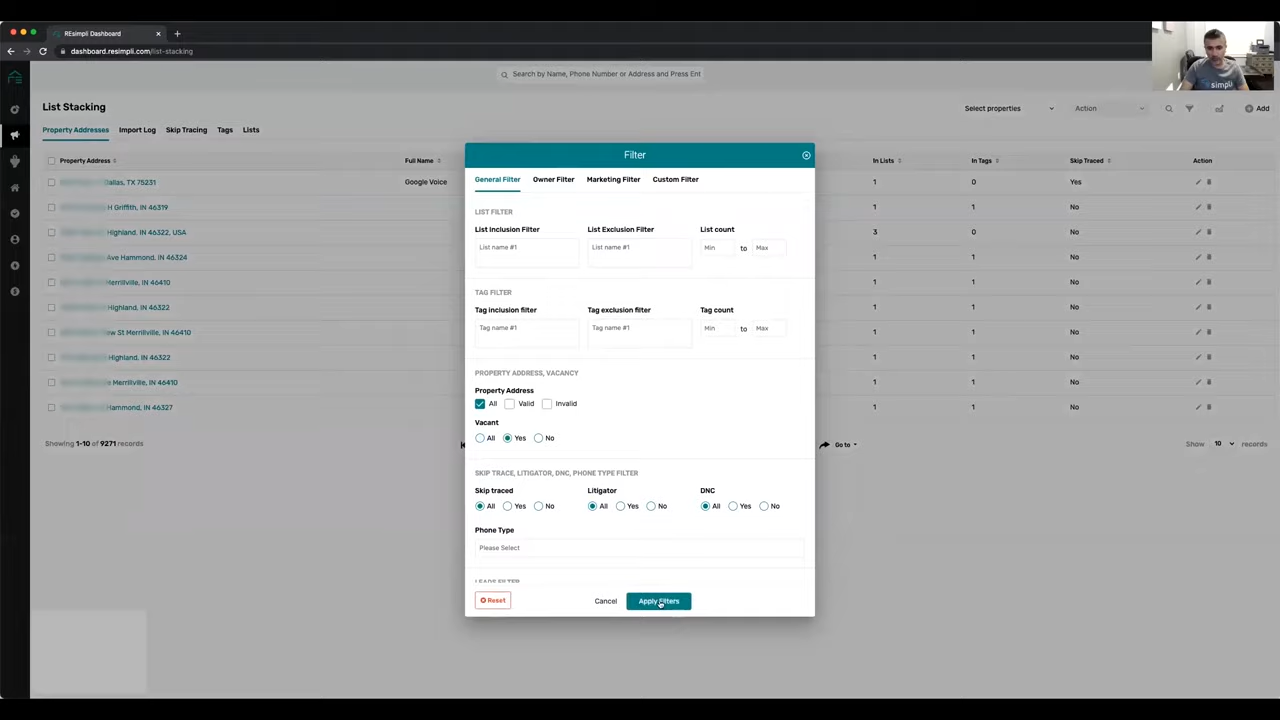 REsimpli Dashboard
dashboard.resimpli.com/list-stacking
Search by Name, Phone Number or Address and Press Ent
simpli
List Stacking
Select properties
Action
Add
Property Addresses Import Log Skip Tracing Tags Lists
Property Address Full Name In Lists In Tags Skip Traced Action
Dallas, TX 75231 Google Voice 1 0 Yes
Griffith, IN 46319 1 1 No
Highland, IN 46322, USA 3 0 No
Ave Hammond, IN 46324 1 1 No
Merrillville, IN 46410 1 1 No
Highland, IN 46322 1 1 No
St Merrillville, IN 46410 1 1 No
Highland, IN 46322 1 1 No
Merrillville, IN 46410 1 1 No
Hammond, IN 46327 1 1 No
Showing 1-10 of 9271 records
Go to
Show 10 records
Filter
General Filter Owner Filter Marketing Filter Custom Filter
LIST FILTER
List Inclusion Filter List Exclusion Filter List count
List name #1 List name #1 Min to Max
TAG FILTER
Tag inclusion filter Tag exclusion filter Tag count
Tag name #1 Tag name #1 Min to Max
PROPERTY ADDRESS, VACANCY
Property Address
All Valid Invalid
Vacant
All Yes No
SKIP TRACE, LITIGATOR, DNC, PHONE TYPE FILTER
Skip traced Litigator DNC
All Yes No All Yes No All Yes No
Phone Type
Please Select
LEADS FILTER
Reset Cancel Apply Filters